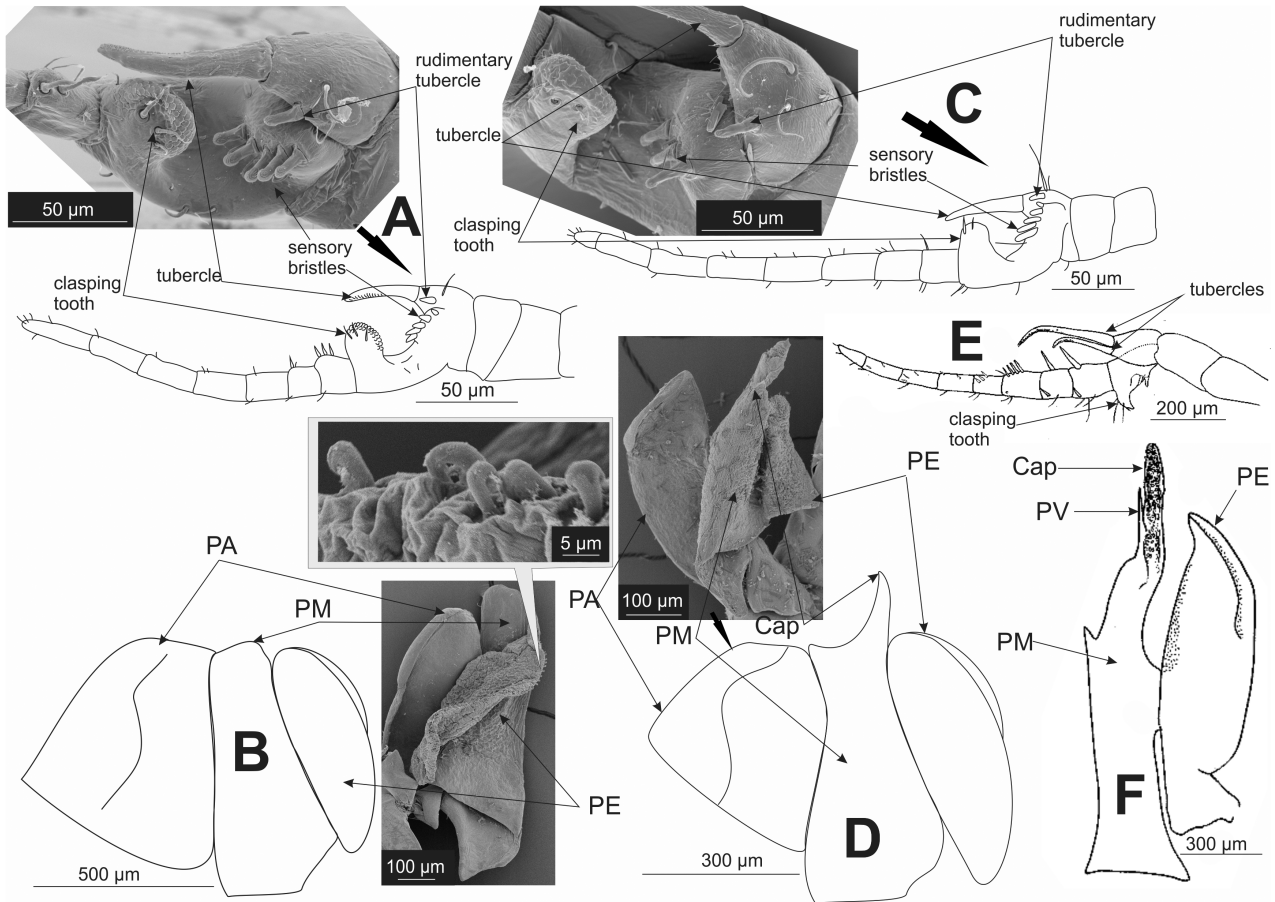 rudimentary
tubercle
50 µm
A
sensory
bristles
clasping
tooth
tubercle
50 µm
rudimentary
tubercle
C
tubercle
sensory
bristles
clasping
tooth
50 µm
50 µm
tubercles
E
clasping
tooth
200 µm
5 µm
PA
PM
B
PE
500 µm
100 µm
PE
100 µm
PA
PM
Cap
D
300 µm
Cap
PV
PE
PM
F
300 µm